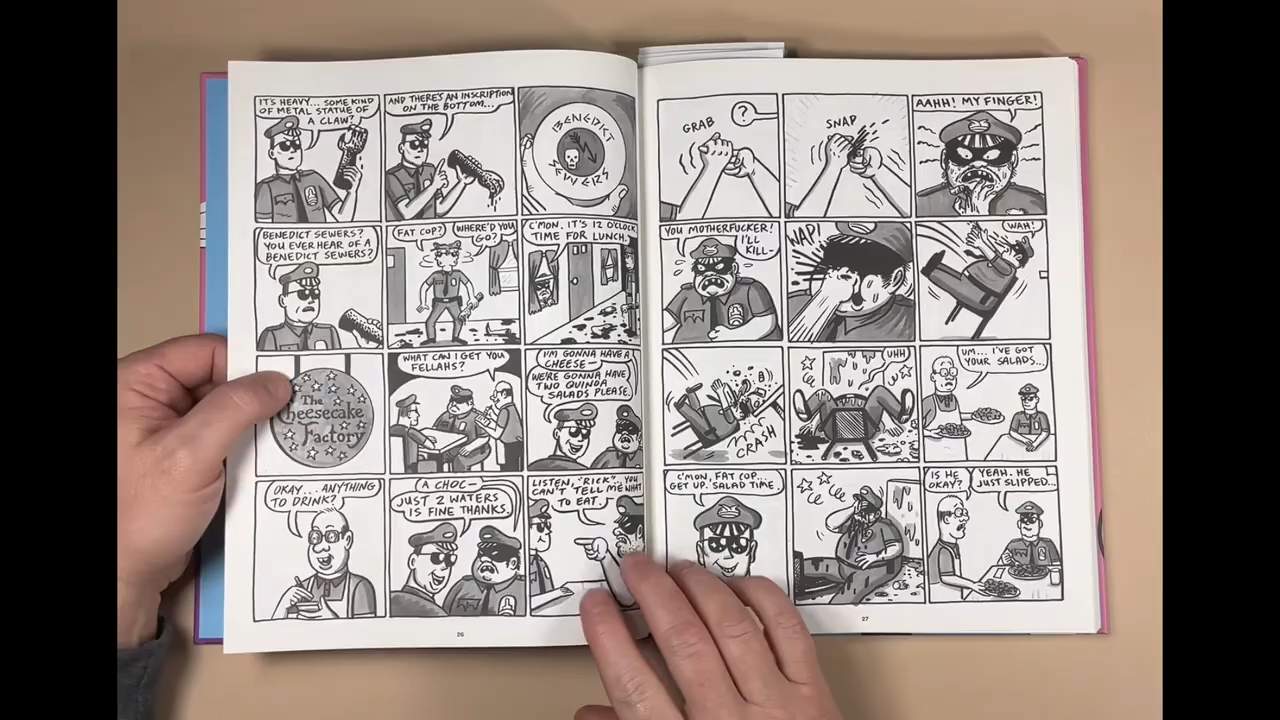 IT'S HEAVY... SOME KIND
OF METAL STATUE OF
A CLAW?
AND THERE'S AN INSCRIPTION
ON THE BOTTOM...
BENEDICT
SEWERS
BENEDICT SEWERS?
YOU EVER HEAR OF A
BENEDICT SEWERS?
FAT COP?
WHERE'D YOU
GO?
C'MON, IT'S 12 O'CLOCK
TIME FOR LUNCH.
The
Cheesecake
Factory
WHAT CAN I GET YOU
FELLAHS?
I'M GONNA HAVE A
CHEESE—
WE'RE GONNA HAVE
TWO QUINOA
SALADS PLEASE.
OKAY... ANYTHING
TO DRINK?
A CHOC—
JUST 2 WATERS
IS FINE THANKS.
LISTEN, "RICK"... YOU
CAN'T TELL ME WHAT
TO EAT.
26
GRAB
?
SNAP
AAHH! MY FINGER!
YOU MOTHERFUCKER!
I'LL
KILL-
WAP!
WAH!
CRASH
UHH
UM... I'VE GOT
YOUR SALADS...
C'MON, FAT COP...
GET UP. SALAD TIME.
IS HE
OKAY?
YEAH. HE
JUST SLIPPED...
27